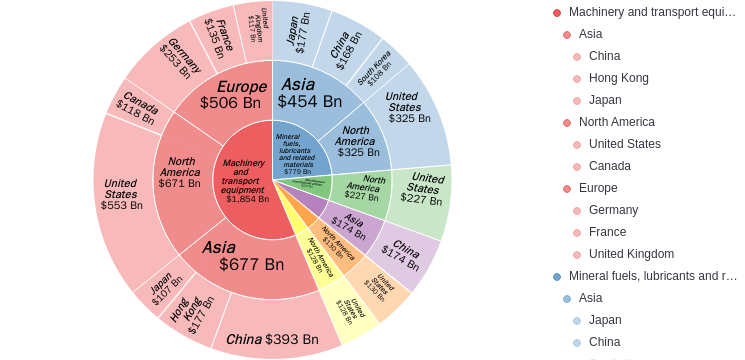 United
Kingdom
$117 Bn
France
$135 Bn
Germany
$253 Bn
Canada
$118 Bn
United
States
$553 Bn
Japan
$107 Bn
Hong
Kong
$177 Bn
China $393 Bn
Japan
$177 Bn
China
$168 Bn
South Korea
$108 Bn
United
States
$325 Bn
United
States
$227 Bn
China
$174 Bn
United
States
$130 Bn
United
States
$128 Bn
Europe
$506 Bn
North
America
$671 Bn
Asia
$677 Bn
Asia
$454 Bn
North
America
$325 Bn
North
America
$227 Bn
Asia
$174 Bn
North America
$130 Bn
North America
$128 Bn
Machinery
and
transport
equipment
$1,854 Bn
Mineral
fuels,
lubricants
and related
materials
$779 Bn
Machinery and transport equi...
Asia
China
Hong Kong
Japan
North America
United States
Canada
Europe
Germany
France
United Kingdom
Mineral fuels, lubricants and r...
Asia
Japan
China